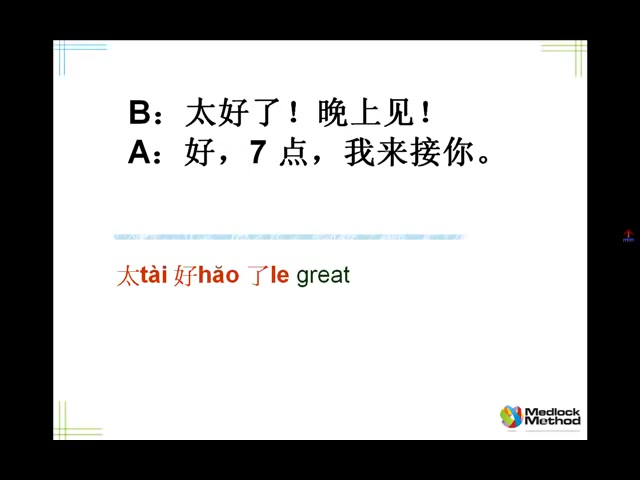 B：太好了！晚上见！
A：好，7 点，我来接你。
太tài 好hǎo 了le great
Medlock
Method